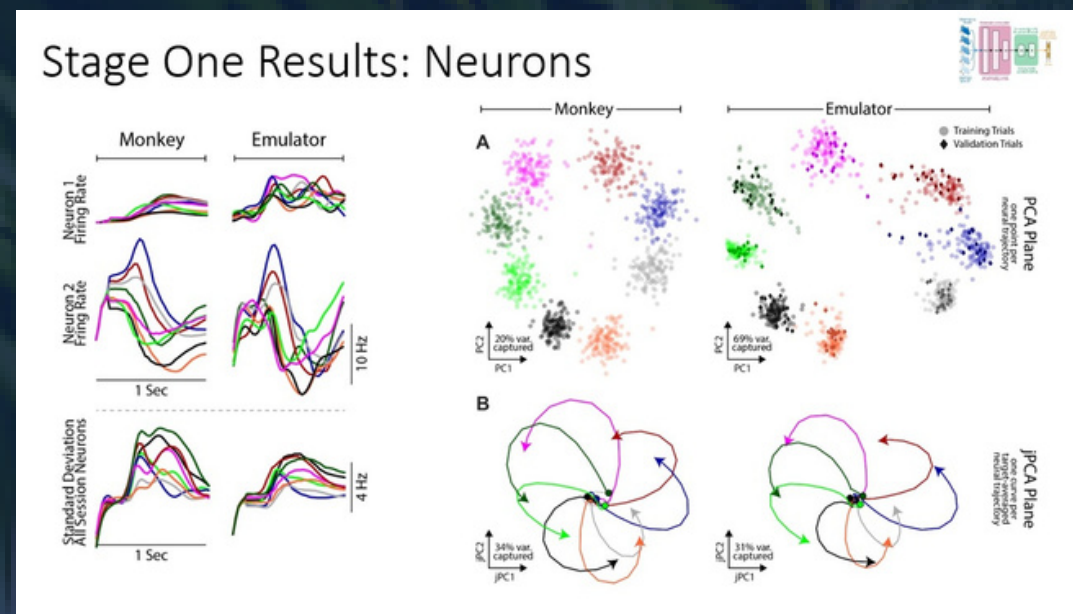 Stage One Results: Neurons
Monkey
Emulator
Neuron 1
Firing Rate
Neuron 2
Firing Rate
10 Hz
1 Sec
Standard Deviation
All Session Neurons
4 Hz
1 Sec
Monkey
Emulator
A
Training Trials
Validation Trials
PC2
20% var.
captured
PC1
PC2
69% var.
captured
PC1
PCA Plane
one point per
neural trajectory
B
jPC2
34% var.
captured
jPC1
jPC2
31% var.
captured
jPC1
jPCA Plane
one curve per
target-averaged
neural trajectory